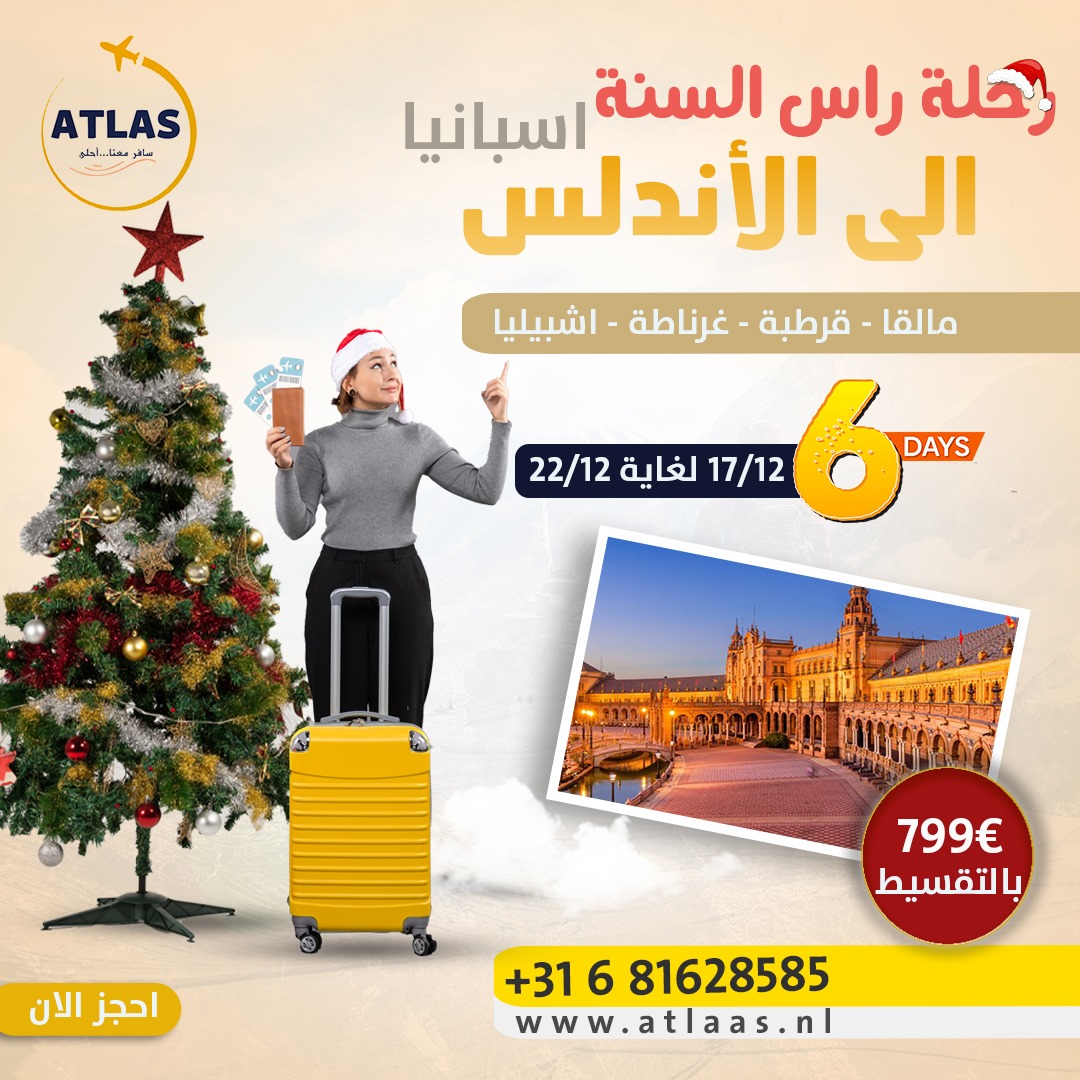 ATLAS
سافر معنا...أحلى
رحلة راس السنة
اسبانيا
الى الأندلس
مالقا - قرطبة - غرناطة - اشبيليا
6 DAYS
17/12 لغاية 22/12
799€
بالتقسيط
+31 6 81628585
www.atlaas.nl
احجز الان